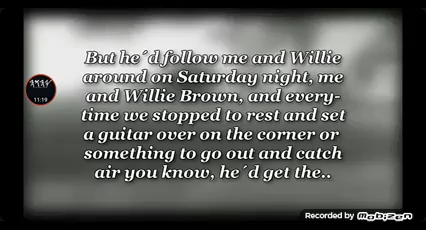 But he´d follow me and Willie
around on Saturday night, me
and Willie Brown, and every-
time we stopped to rest and set
a guitar over on the corner or
something to go out and catch
air you know, he´d get the..
11:19
Recorded by Mobizen